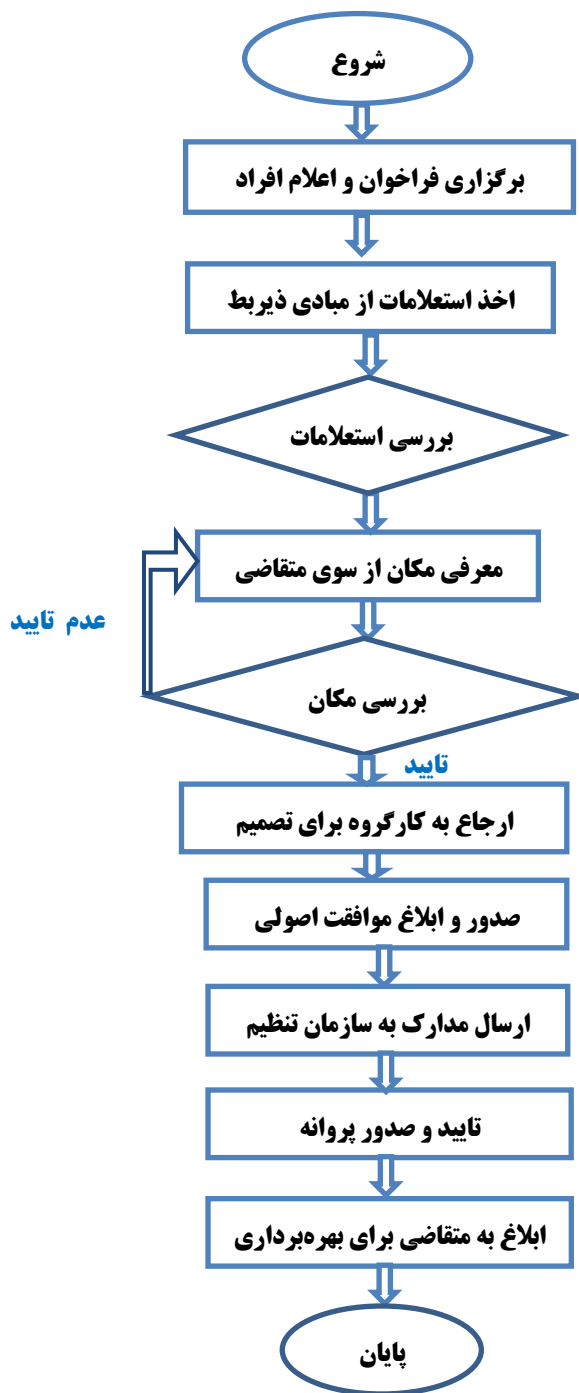 شروع
برگزاری فراخوان و اعلام افراد
اخذ استعلامات از مبادی ذیربط
بررسی استعلامات
معرفی مکان از سوی متقاضی
عدم تایید
بررسی مکان
تایید
ارجاع به کارگروه برای تصمیم
صدور و ابلاغ موافقت اصولی
ارسال مدارک به سازمان تنظیم
تایید و صدور پروانه
ابلاغ به متقاضی برای بهره‌برداری
پایان